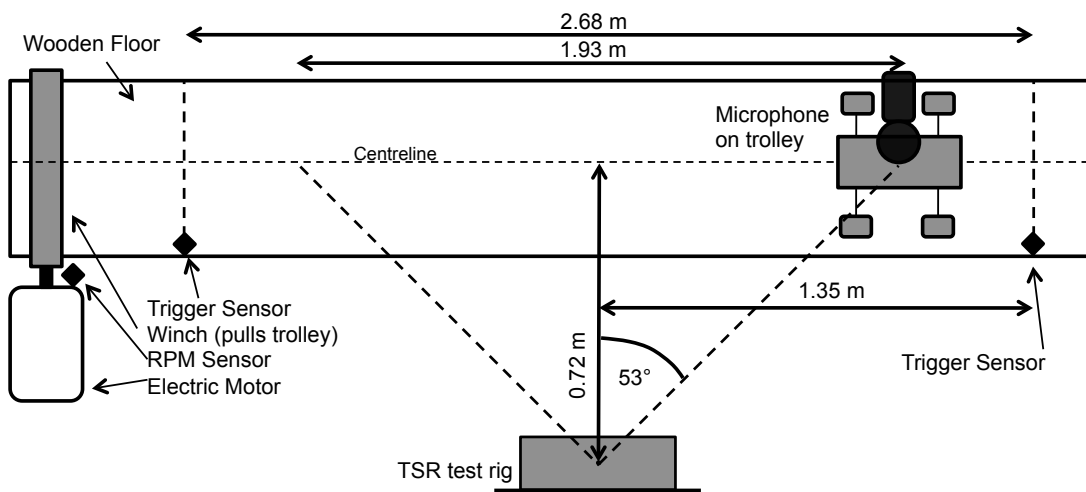 2.68 m
Wooden Floor
1.93 m
Microphone
on trolley
Centreline
Trigger Sensor
Winch (pulls trolley)
RPM Sensor
Electric Motor
1.35 m
Trigger Sensor
0.72 m
53°
TSR test rig